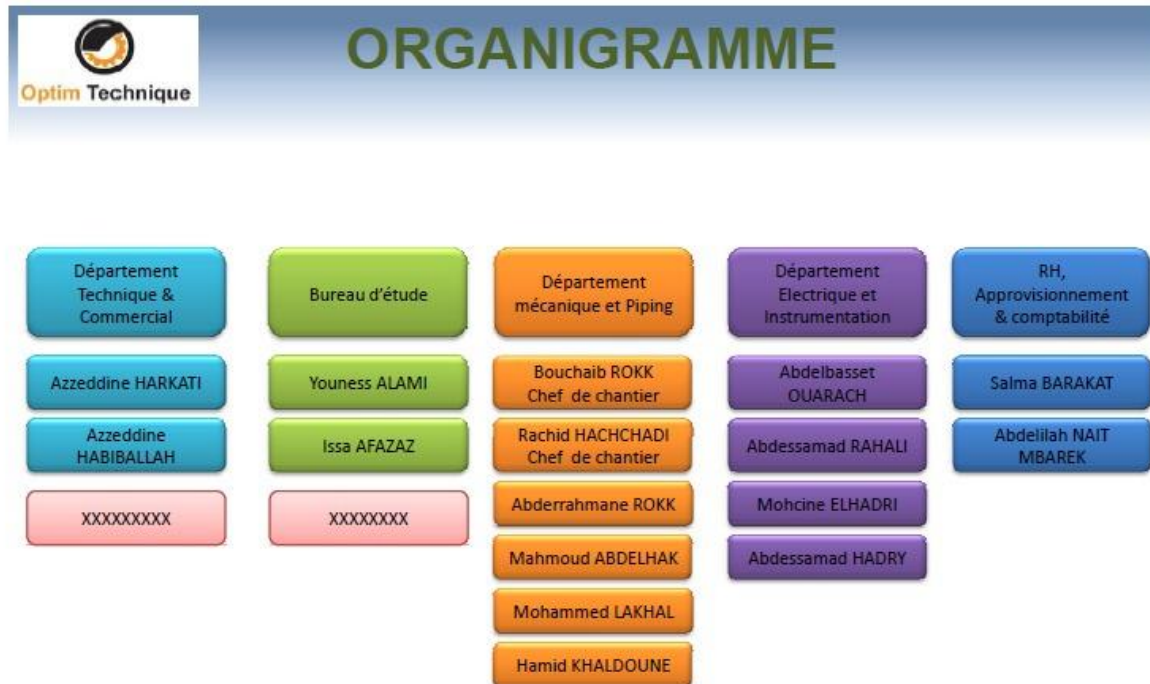 Optim Technique
ORGANIGRAMME
Département
Technique &
Commercial
Azzeddine HARKATI
Azzeddine
HABIBALLAH
XXXXXXXXX
Bureau d'étude
Youness ALAMI
Issa AFAZAZ
XXXXXXXX
Département
mécanique et Piping
Bouchaib ROKK
Chef de chantier
Rachid HACHCHADI
Chef de chantier
Abderrahmane ROKK
Mahmoud ABDELHAK
Mohammed LAKHAL
Hamid KHALDOUNE
Département
Electrique et
Instrumentation
Abdelbasset
OUARACH
Abdessamad RAHALI
Mohcine ELHADRI
Abdessamad HADRY
RH,
Approvisionnement
& comptabilité
Salma BARAKAT
Abdelilah NAIT
MBAREK